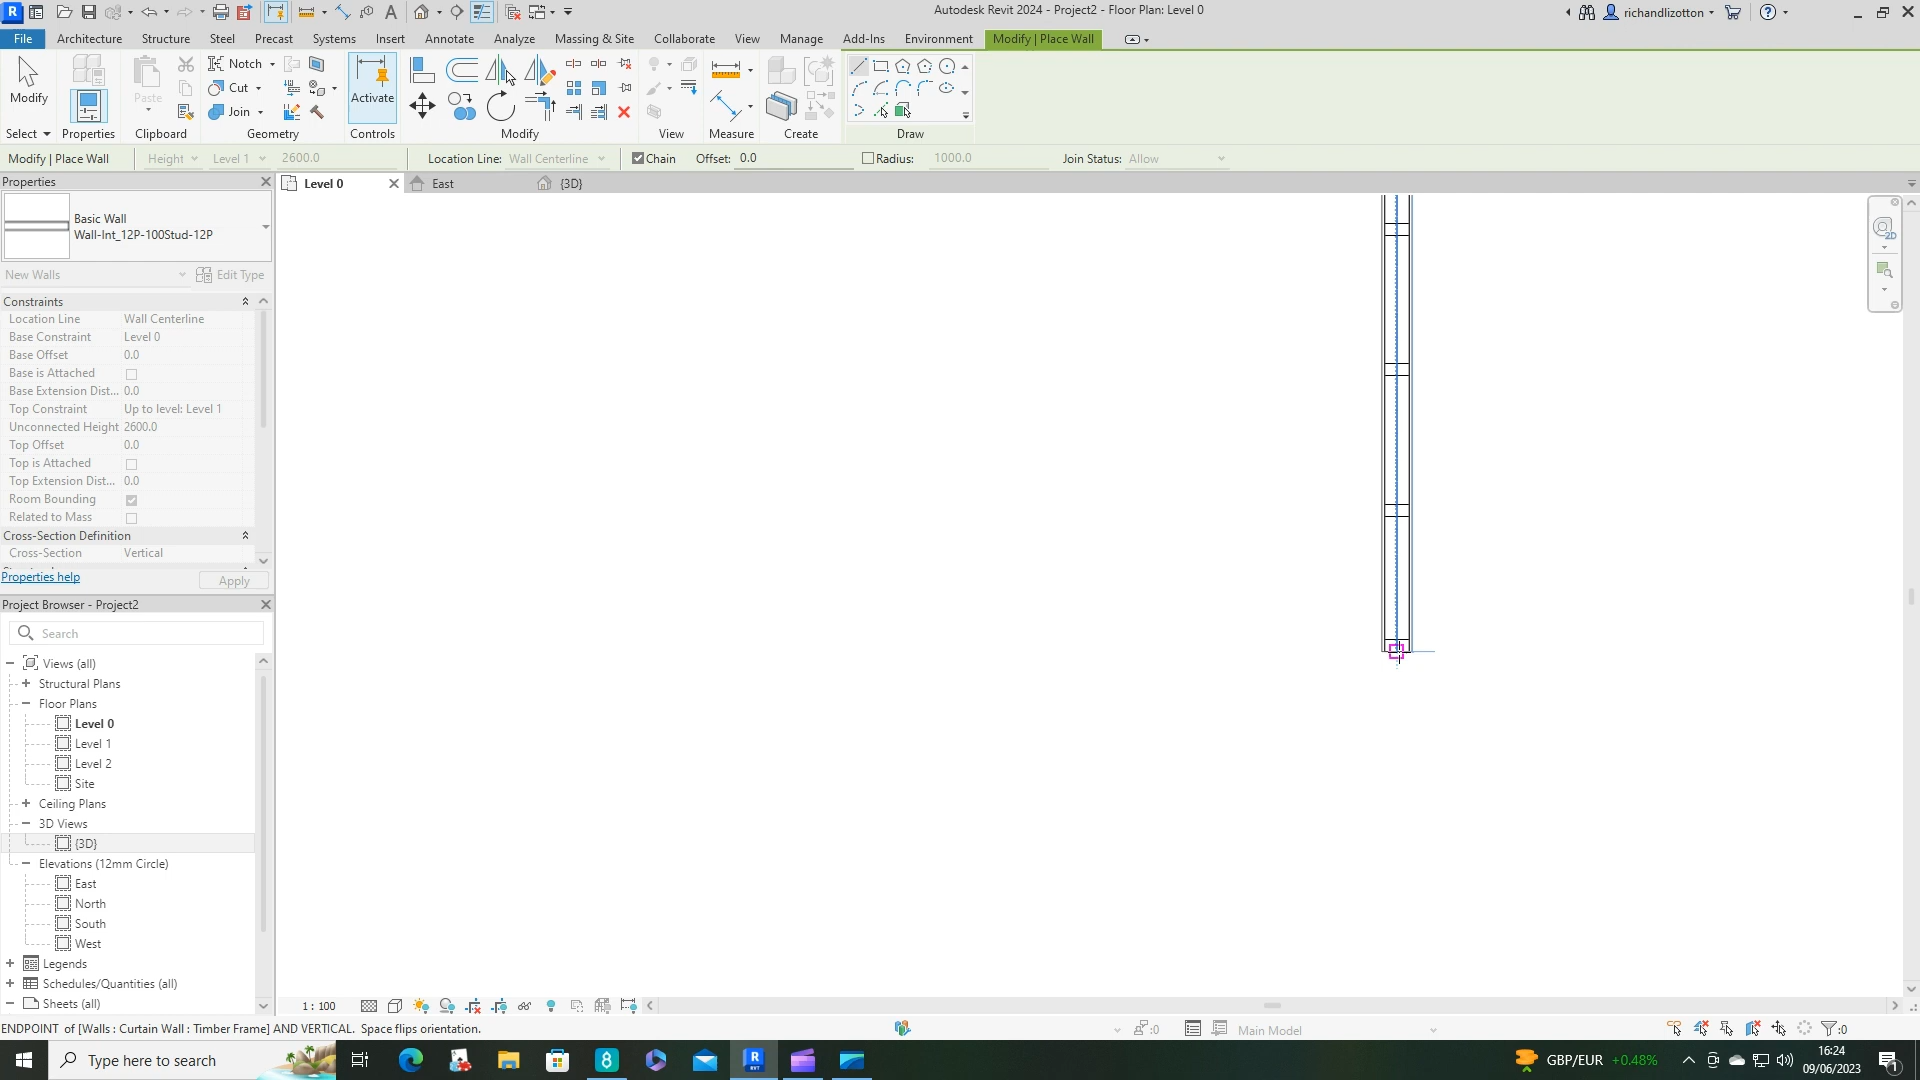 Autodesk Revit 2024 - Project2 - Floor Plan: Level 0
richandlizotton
File
Architecture
Structure
Steel
Precast
Systems
Insert
Annotate
Analyze
Massing & Site
Collaborate
View
Manage
Add-Ins
Environment
Modify | Place Wall
Modify
Properties
Paste
Notch
Cut
Join
Activate
Select
Properties
Clipboard
Geometry
Controls
Modify
View
Measure
Create
Draw
Modify | Place Wall
Height
Level 1
2600.0
Location Line: Wall Centerline
Chain
Offset: 0.0
Radius: 1000.0
Join Status: Allow
Properties
Level 0
East
{3D}
Basic Wall
Wall-Int_12P-100Stud-12P
New Walls
Edit Type
Constraints
Location Line Wall Centerline
Base Constraint Level 0
Base Offset 0.0
Base is Attached
Base Extension Dist... 0.0
Top Constraint Up to level: Level 1
Unconnected Height 2600.0
Top Offset 0.0
Top is Attached
Top Extension Dist... 0.0
Room Bounding
Related to Mass
Cross-Section Definition
Cross-Section Vertical
Properties help
Apply
Project Browser - Project2
Search
Views (all)
Structural Plans
Floor Plans
Level 0
Level 1
Level 2
Site
Ceiling Plans
3D Views
{3D}
Elevations (12mm Circle)
East
North
South
West
Legends
Schedules/Quantities (all)
Sheets (all)
1 : 100
2D
ENDPOINT of [Walls : Curtain Wall : Timber Frame] AND VERTICAL. Space flips orientation.
:0
Main Model
:0
Type here to search
GBP/EUR +0.48%
16:24
09/06/2023
1